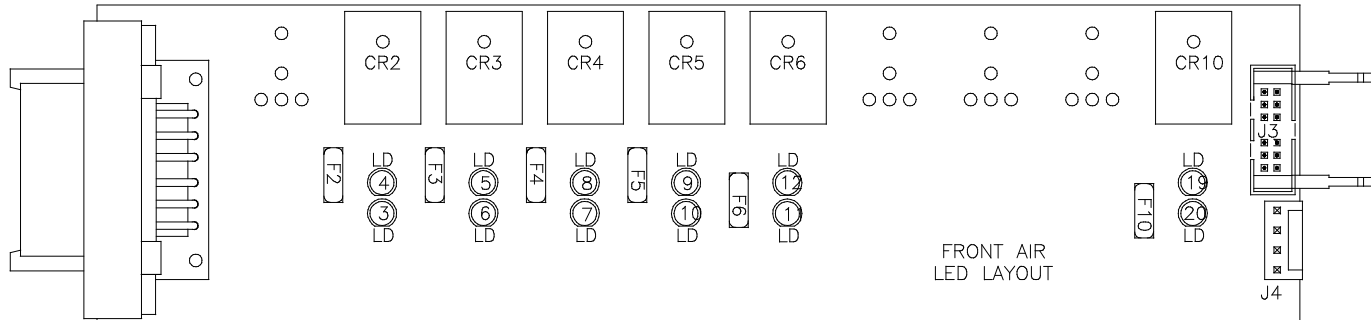 CR2 CR3 CR4 CR5 CR6 CR10
J3
LD LD LD LD LD LD
F2 F3 F4 F5 F6 F10
4 5 8 9 12 19
3 6 7 10 1 20
LD LD LD LD LD LD
FRONT AIR
LED LAYOUT
J4